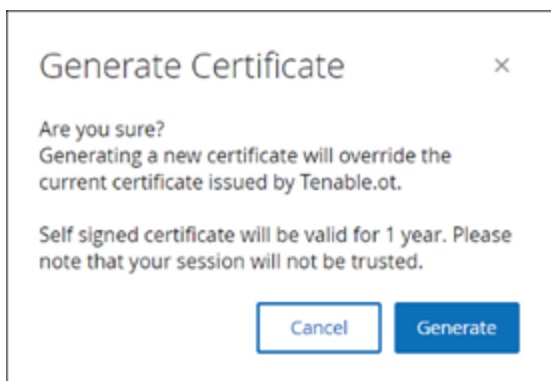 Generate Certificate ×
Are you sure?
Generating a new certificate will override the
current certificate issued by Tenable.ot.
Self signed certificate will be valid for 1 year. Please
note that your session will not be trusted.
Cancel Generate